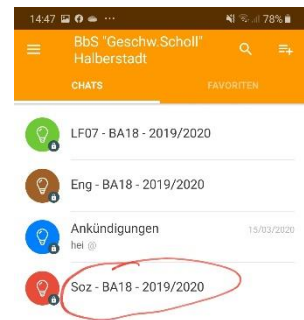 14:47 78%
BbS "Geschw.Scholl"
Halberstadt
CHATS FAVORITEN
LF07 - BA18 - 2019/2020
Eng - BA18 - 2019/2020
Ankündigungen 13/03/2020
hei @
Soz - BA18 - 2019/2020